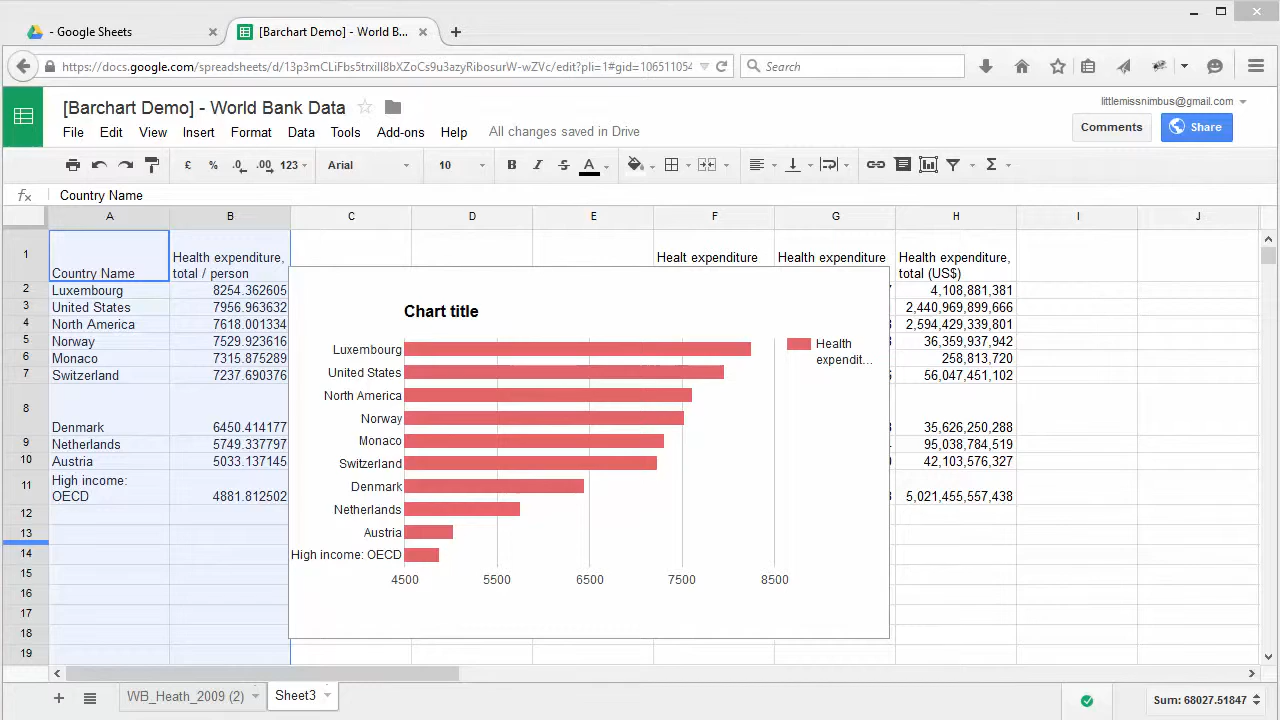 - Google Sheets
[Barchart Demo] - World B...
https://docs.google.com/spreadsheets/d/13p3mCLiFbs5trxiIl8bXZoCs9u3azyRibosurW-wZVc/edit?pli=1#gid=106511054
Search
[Barchart Demo] - World Bank Data
littlemissnimbus@gmail.com
File Edit View Insert Format Data Tools Add-ons Help All changes saved in Drive
Comments Share
£ % .0 .00 123 Arial 10 B I S A Σ
fx Country Name
A B C D E F G H I J
1 Country Name Health expenditure, total / person Healt expenditure Health expenditure Health expenditure, total (US$)
2 Luxembourg 8254.362605 4,108,881,381
3 United States 7956.963632 2,440,969,899,666
4 North America 7618.001334 2,594,429,339,801
5 Norway 7529.923616 36,359,937,942
6 Monaco 7315.875289 258,813,720
7 Switzerland 7237.690376 56,047,451,102
8 Denmark 6450.414177 35,626,250,288
9 Netherlands 5749.337797 95,038,784,519
10 Austria 5033.137145 42,103,576,327
11 High income: OECD 4881.812502 5,021,455,557,438
12
13
14
15
16
17
18
19
Chart title
Luxembourg
United States
North America
Norway
Monaco
Switzerland
Denmark
Netherlands
Austria
High income: OECD
4500 5500 6500 7500 8500
Health
expendit...
WB_Heath_2009 (2) Sheet3
Sum: 68027.51847